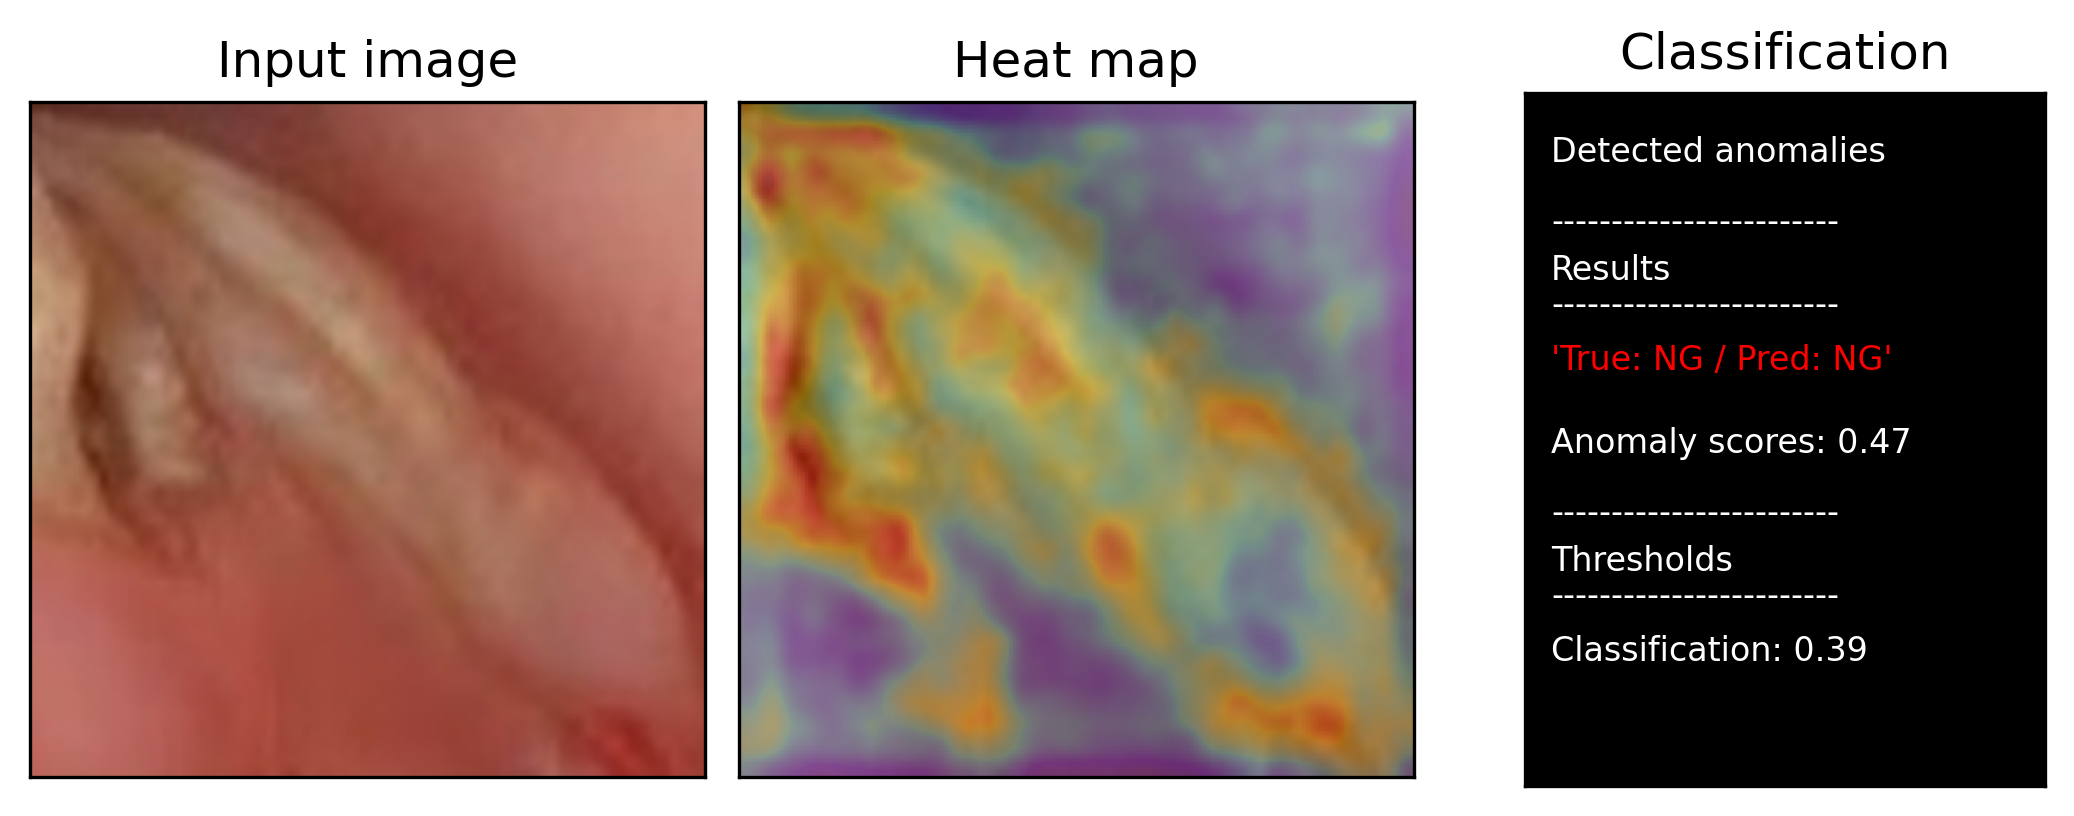 Input image
Heat map
Classification
Detected anomalies
------------------------
Results
------------------------
'True: NG / Pred: NG'
Anomaly scores: 0.47
------------------------
Thresholds
------------------------
Classification: 0.39